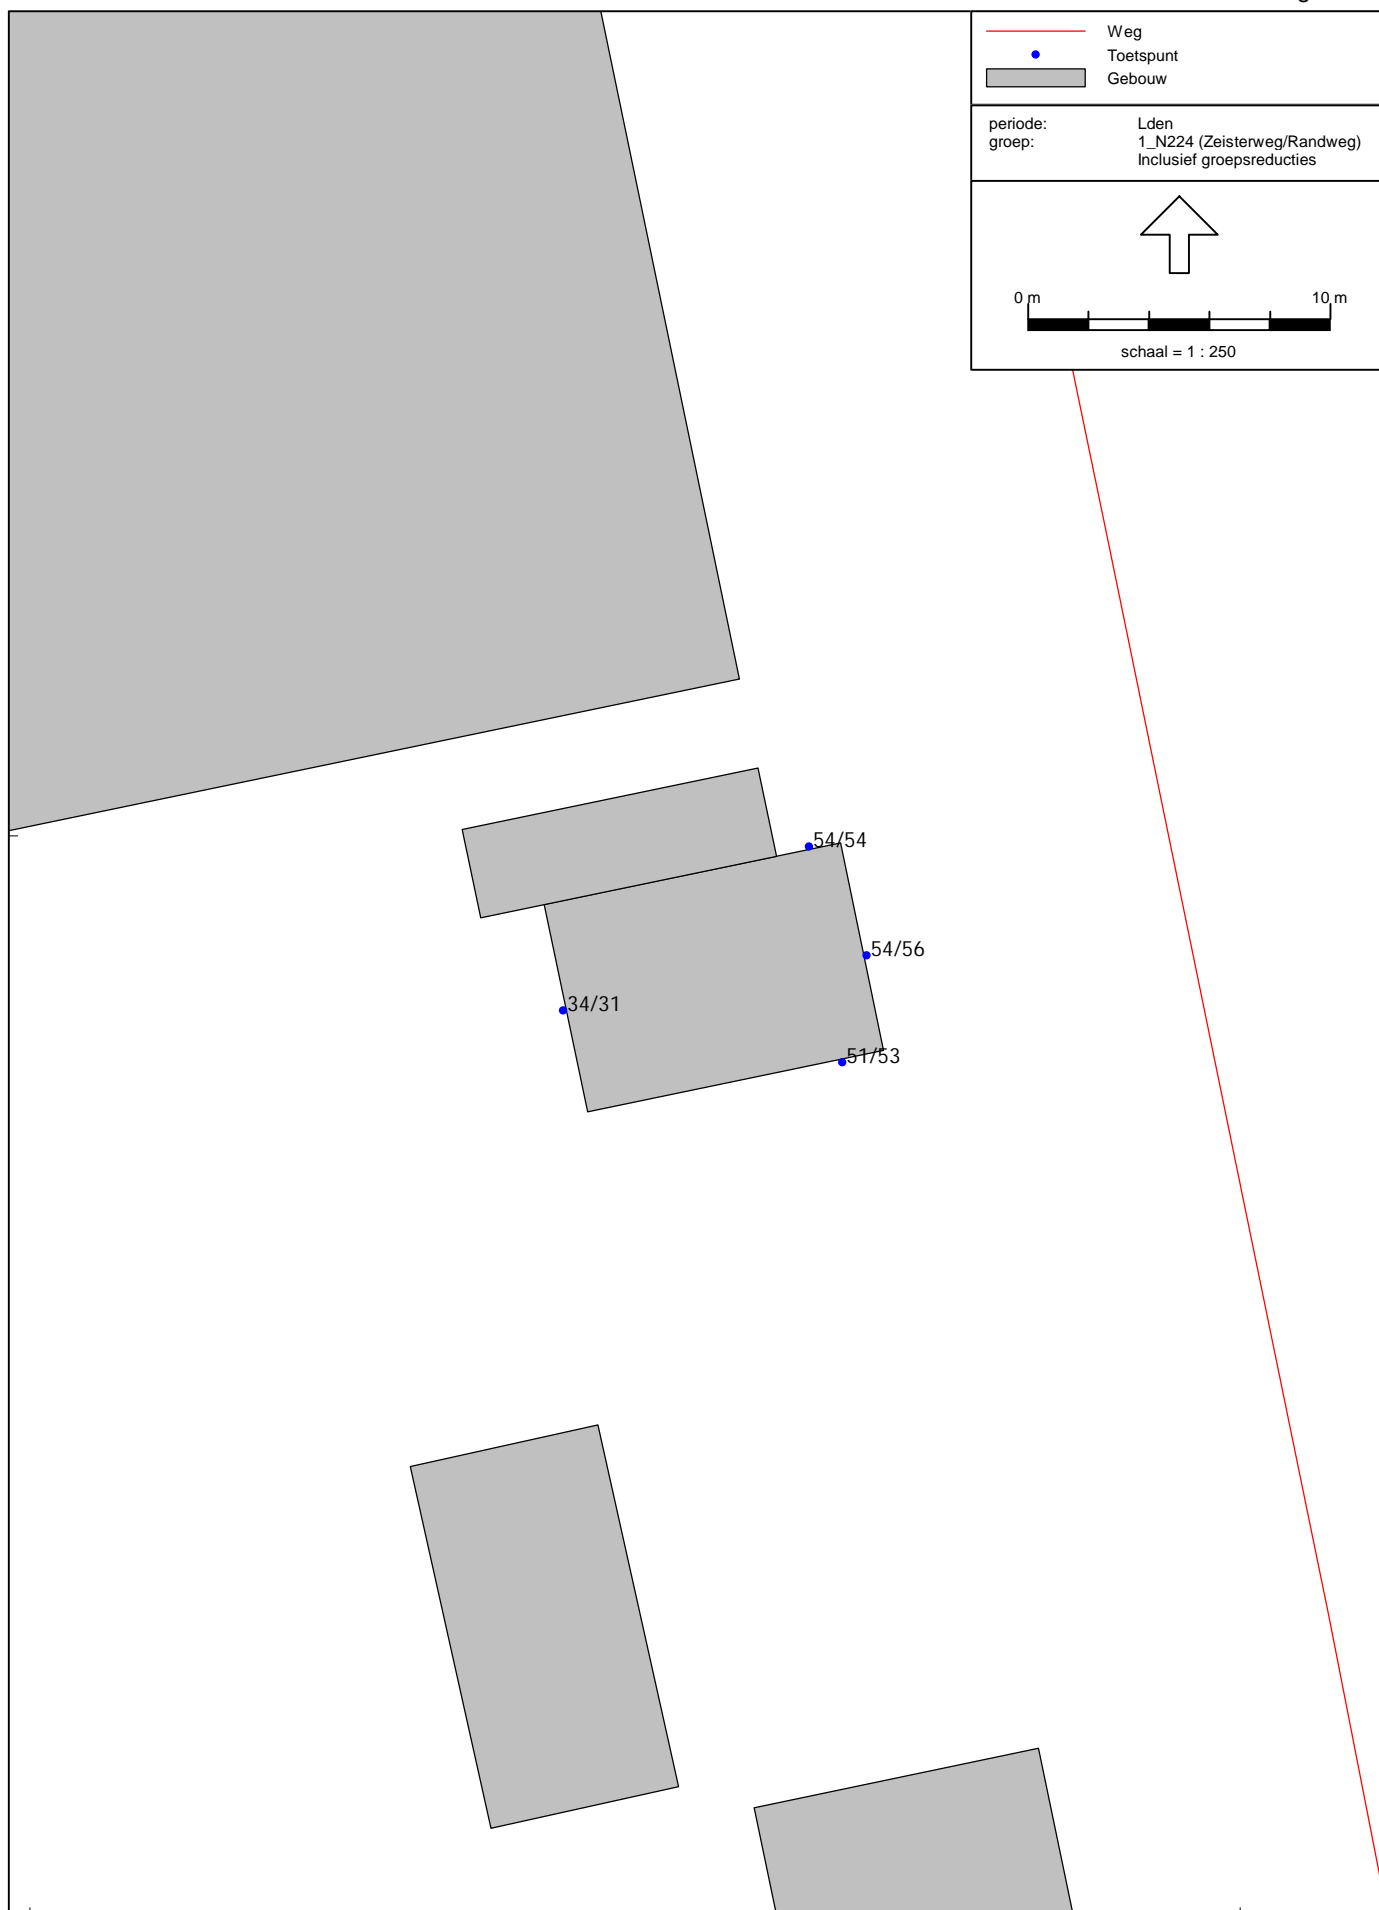 Weg
Toetspunt
Gebouw
periode: Lden
groep: 1_N224 (Zeisterweg/Randweg)
Inclusief groepsreducties
0 m 10 m
schaal = 1 : 250
54/54
54/56
34/31
51/53